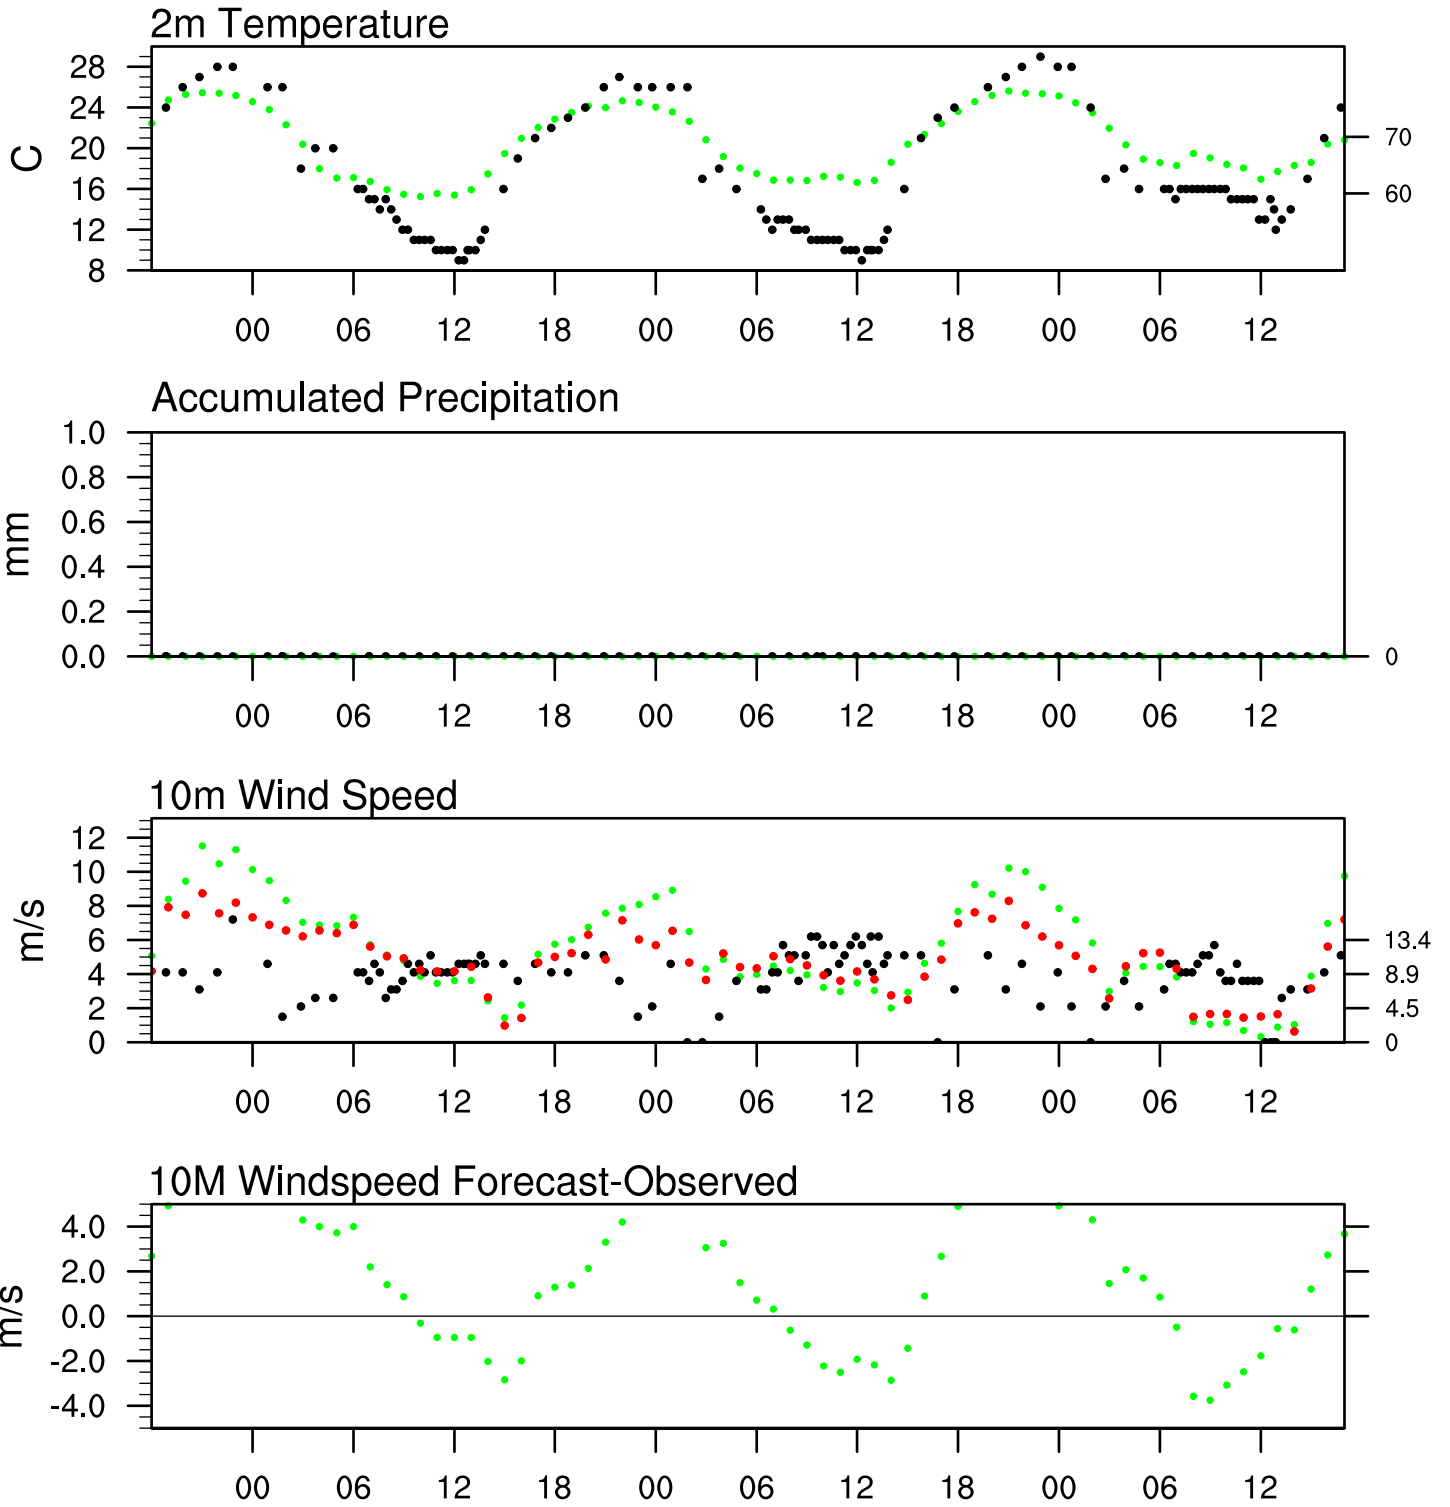 2m Temperature
28
24
20
16
12
8
C
70
60
00 06 12 18 00 06 12 18 00 06 12
Accumulated Precipitation
1.0
0.8
0.6
0.4
0.2
0.0
mm
0
00 06 12 18 00 06 12 18 00 06 12
10m Wind Speed
12
10
8
6
4
2
0
m/s
13.4
8.9
4.5
0
00 06 12 18 00 06 12 18 00 06 12
10M Windspeed Forecast-Observed
4.0
2.0
0.0
-2.0
-4.0
m/s
00 06 12 18 00 06 12 18 00 06 12